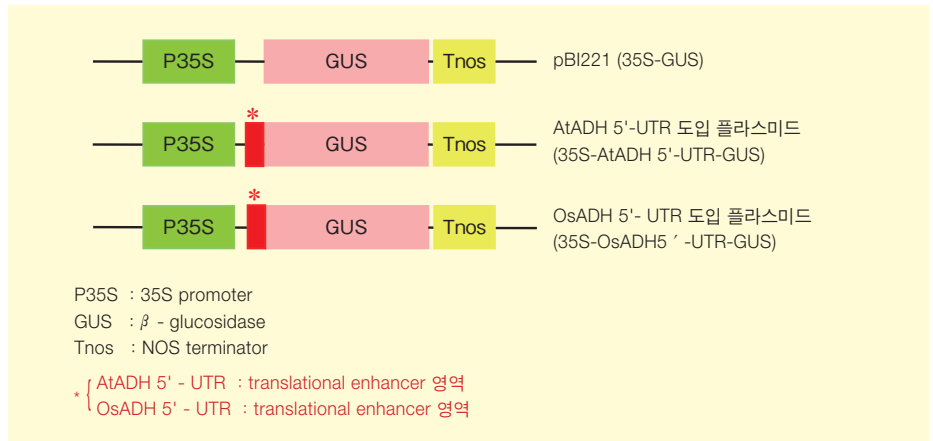 P35S GUS Tnos pBI221 (35S-GUS)
*
P35S GUS Tnos AtADH 5'-UTR 도입 플라스미드
(35S-AtADH 5'-UTR-GUS)
*
P35S GUS Tnos OsADH 5'- UTR 도입 플라스미드
(35S-OsADH5 ′ -UTR-GUS)
P35S : 35S promoter
GUS : β - glucosidase
Tnos : NOS terminator
* { AtADH 5' - UTR : translational enhancer 영역
OsADH 5' - UTR : translational enhancer 영역